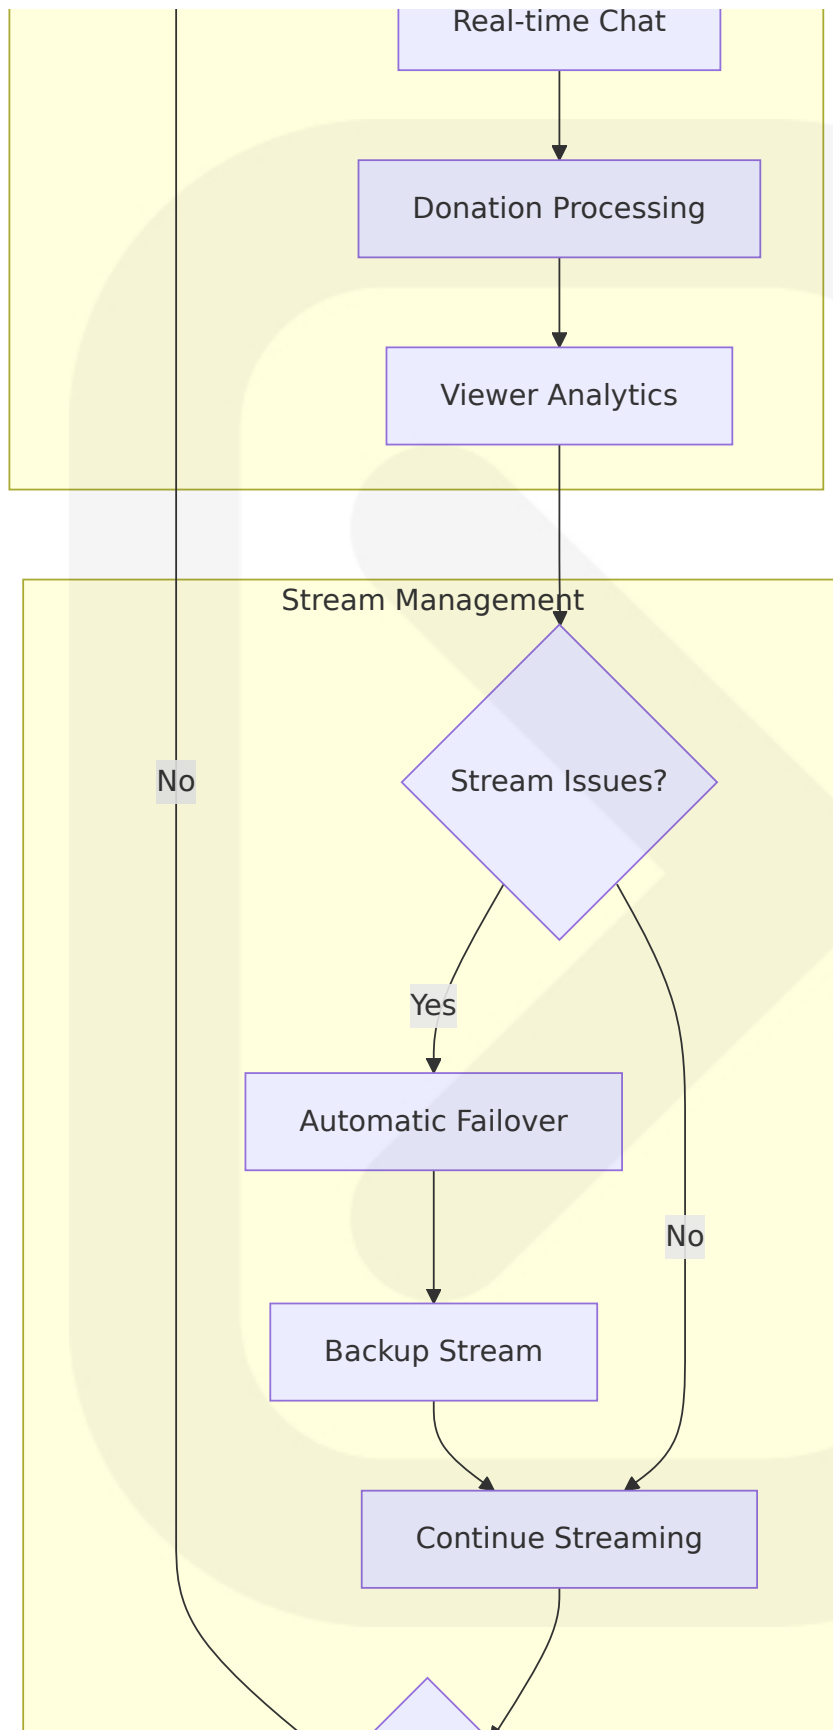 Real-time Chat
Donation Processing
Viewer Analytics
Stream Management
Stream Issues?
No
Yes
Automatic Failover
No
Backup Stream
Continue Streaming